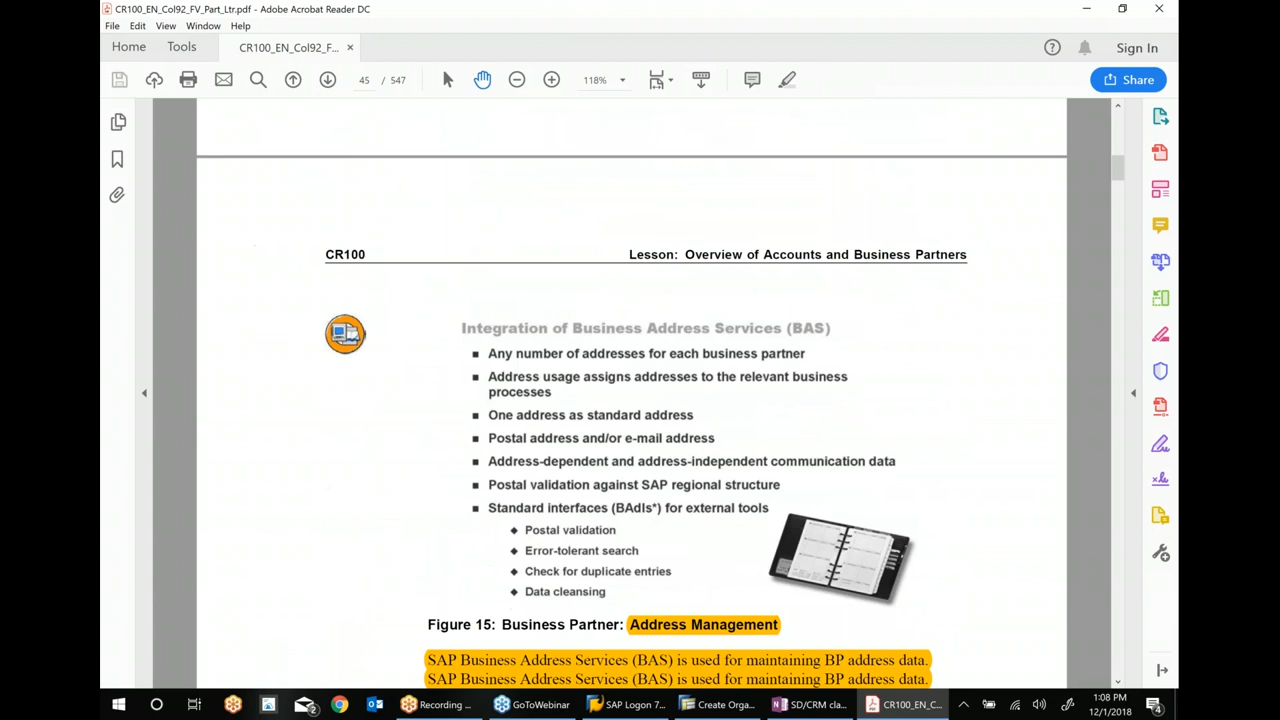 CR100_EN_Col92_FV_Part_Ltr.pdf - Adobe Acrobat Reader DC
File Edit View Window Help
Home Tools CR100_EN_Col92_F... ×
Sign In
45 / 547
118%
Share
CR100 Lesson: Overview of Accounts and Business Partners
Integration of Business Address Services (BAS)
Any number of addresses for each business partner
Address usage assigns addresses to the relevant business
processes
One address as standard address
Postal address and/or e-mail address
Address-dependent and address-independent communication data
Postal validation against SAP regional structure
Standard interfaces (BAdIs*) for external tools
Postal validation
Error-tolerant search
Check for duplicate entries
Data cleansing
Figure 15: Business Partner: Address Management
SAP Business Address Services (BAS) is used for maintaining BP address data.
SAP Business Address Services (BAS) is used for maintaining BP address data.
Recording ... GoToWebinar SAP Logon 7... Create Orga... SD/CRM cla... CR100_EN_C...
1:08 PM
12/1/2018